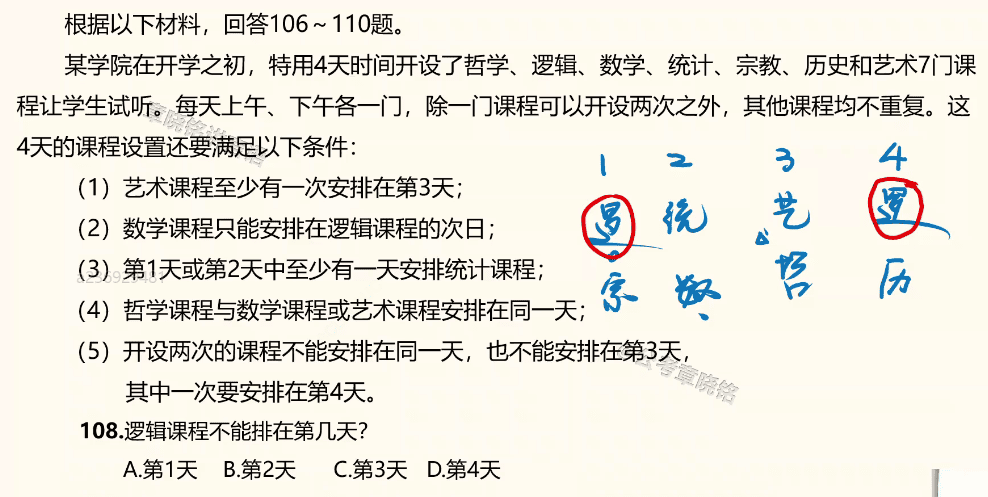 根据以下材料，回答106～110题。
某学院在开学之初，特用4天时间开设了哲学、逻辑、数学、统计、宗教、历史和艺术7门课
程让学生试听。每天上午、下午各一门，除一门课程可以开设两次之外，其他课程均不重复。这
4天的课程设置还要满足以下条件：
（1）艺术课程至少有一次安排在第3天；
（2）数学课程只能安排在逻辑课程的次日；
（3）第1天或第2天中至少有一天安排统计课程；
（4）哲学课程与数学课程或艺术课程安排在同一天；
（5）开设两次的课程不能安排在同一天，也不能安排在第3天，
其中一次要安排在第4天。
1 2 3 4
逻 统 艺 逻
宗 数 哲 历
108.逻辑课程不能排在第几天？
A.第1天 B.第2天 C.第3天 D.第4天